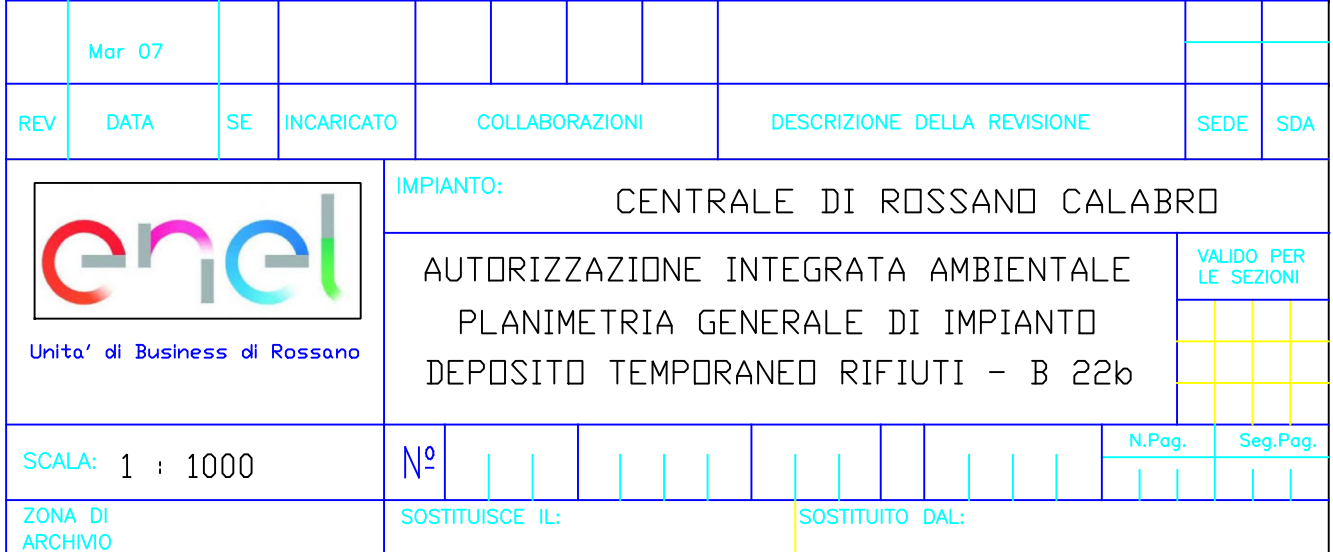 Mar 07
REV DATA SE INCARICATO COLLABORAZIONI DESCRIZIONE DELLA REVISIONE SEDE SDA
enel
Unita' di Business di Rossano
IMPIANTO: CENTRALE DI ROSSANO CALABRO
AUTORIZZAZIONE INTEGRATA AMBIENTALE
PLANIMETRIA GENERALE DI IMPIANTO
DEPOSITO TEMPORANEO RIFIUTI - B 22b
VALIDO PER
LE SEZIONI
SCALA: 1 : 1000
Nº
N.Pag. Seg.Pag.
ZONA DI
ARCHIVIO
SOSTITUISCE IL: SOSTITUITO DAL: